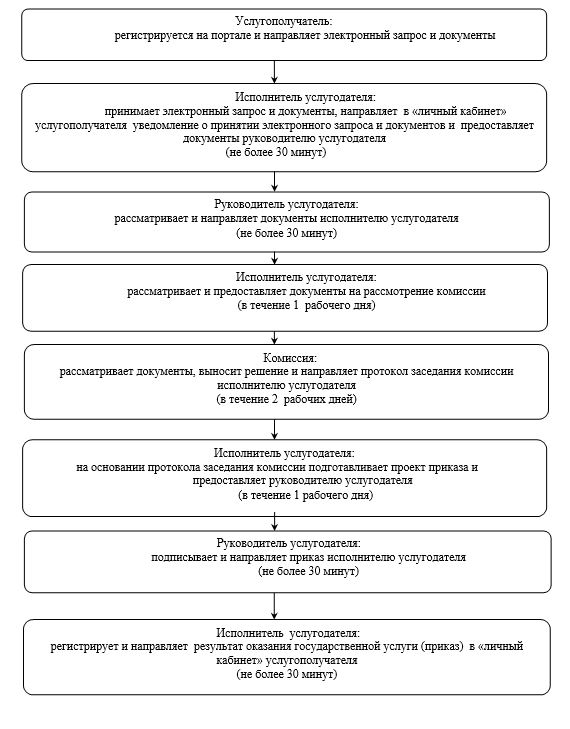 Услугополучатель:
регистрируется на портале и направляет электронный запрос и документы
Исполнитель услугодателя:
принимает электронный запрос и документы, направляет в «личный кабинет»
услугополучателя уведомление о принятии электронного запроса и документов и предоставляет
документы руководителю услугодателя
(не более 30 минут)
Руководитель услугодателя:
рассматривает и направляет документы исполнителю услугодателя
(не более 30 минут)
Исполнитель услугодателя:
рассматривает и предоставляет документы на рассмотрение комиссии
(в течение 1 рабочего дня)
Комиссия:
рассматривает документы, выносит решение и направляет протокол заседания комиссии
исполнителю услугодателя
(в течение 2 рабочих дней)
Исполнитель услугодателя:
на основании протокола заседания комиссии подготавливает проект приказа и
предоставляет руководителю услугодателя
(в течение 1 рабочего дня)
Руководитель услугодателя:
подписывает и направляет приказ исполнителю услугодателя
(не более 30 минут)
Исполнитель услугодателя:
регистрирует и направляет результат оказания государственной услуги (приказ) в «личный
кабинет» услугополучателя
(не более 30 минут)